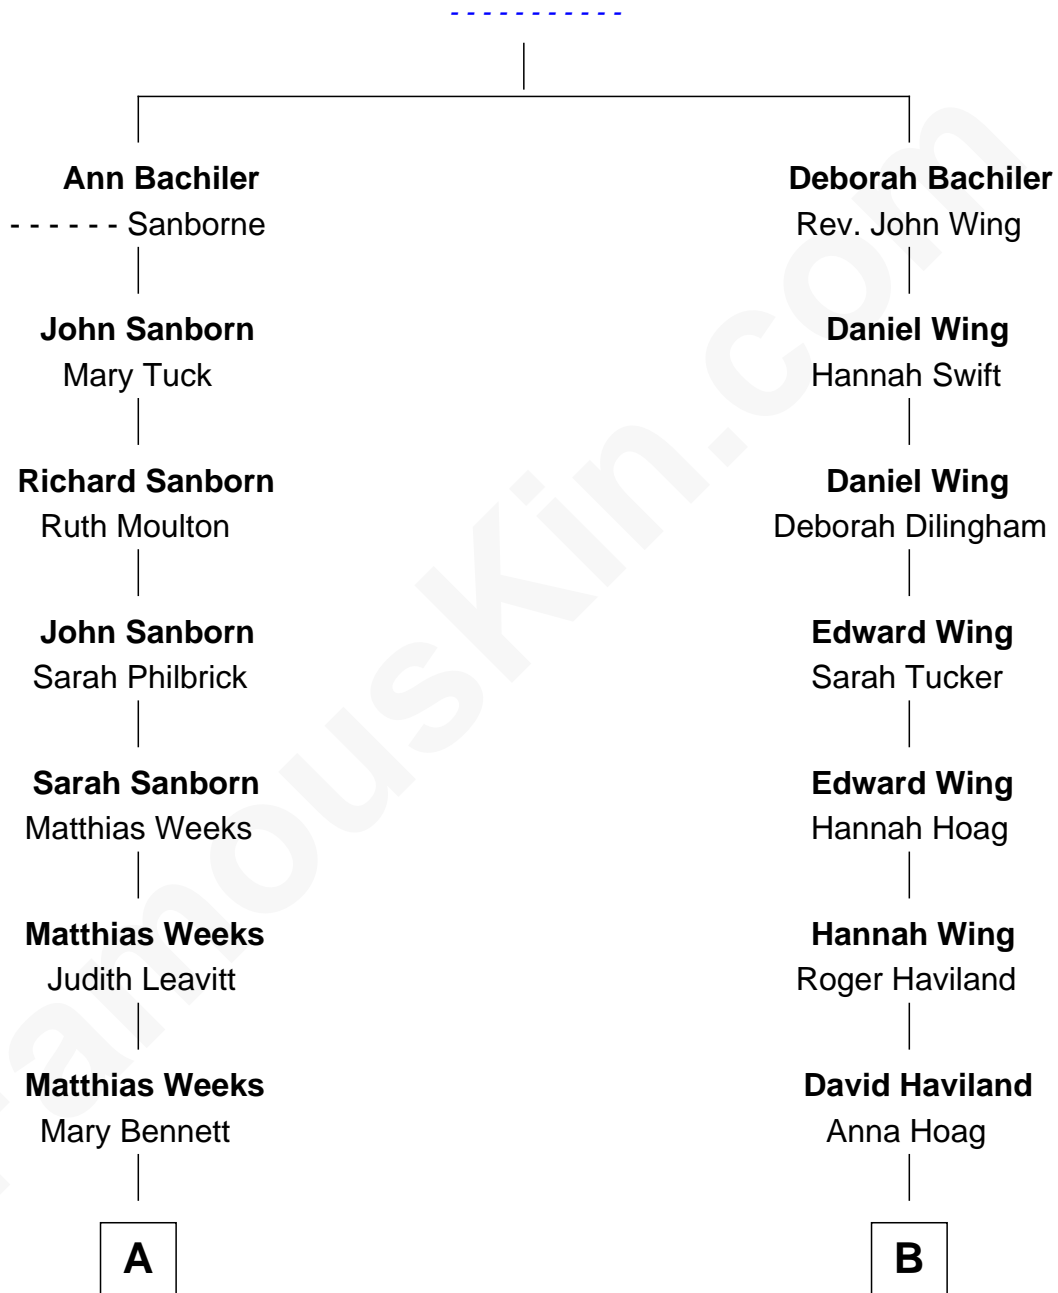 - - - - - - - - - - -
Ann Bachiler
- - - - - - Sanborne
Deborah Bachiler
Rev. John Wing
John Sanborn
Mary Tuck
Daniel Wing
Hannah Swift
Richard Sanborn
Ruth Moulton
Daniel Wing
Deborah Dilingham
John Sanborn
Sarah Philbrick
Edward Wing
Sarah Tucker
Sarah Sanborn
Matthias Weeks
Edward Wing
Hannah Hoag
Matthias Weeks
Judith Leavitt
Hannah Wing
Roger Haviland
Matthias Weeks
Mary Bennett
David Haviland
Anna Hoag
A
B
FamousKin.com